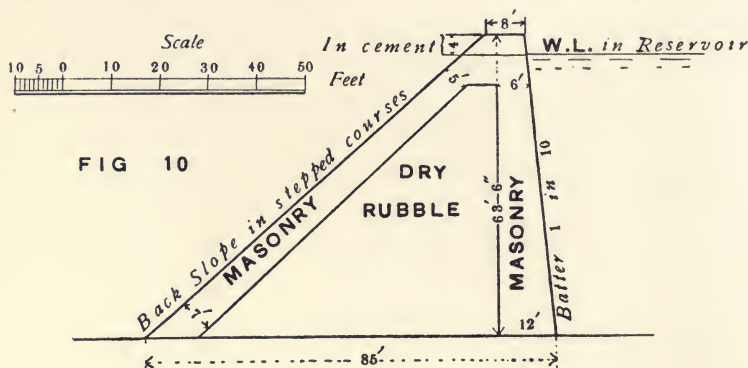 Scale
10 5 0 10 20 30 40 50
Feet
FIG 10
In cement
4'
8'
W.L. in Reservoir
5'
6'
Back Slope in stepped courses
MASONRY
DRY
RUBBLE
63'-6"
MASONRY
Batter 1 in 10
7'
12'
85'